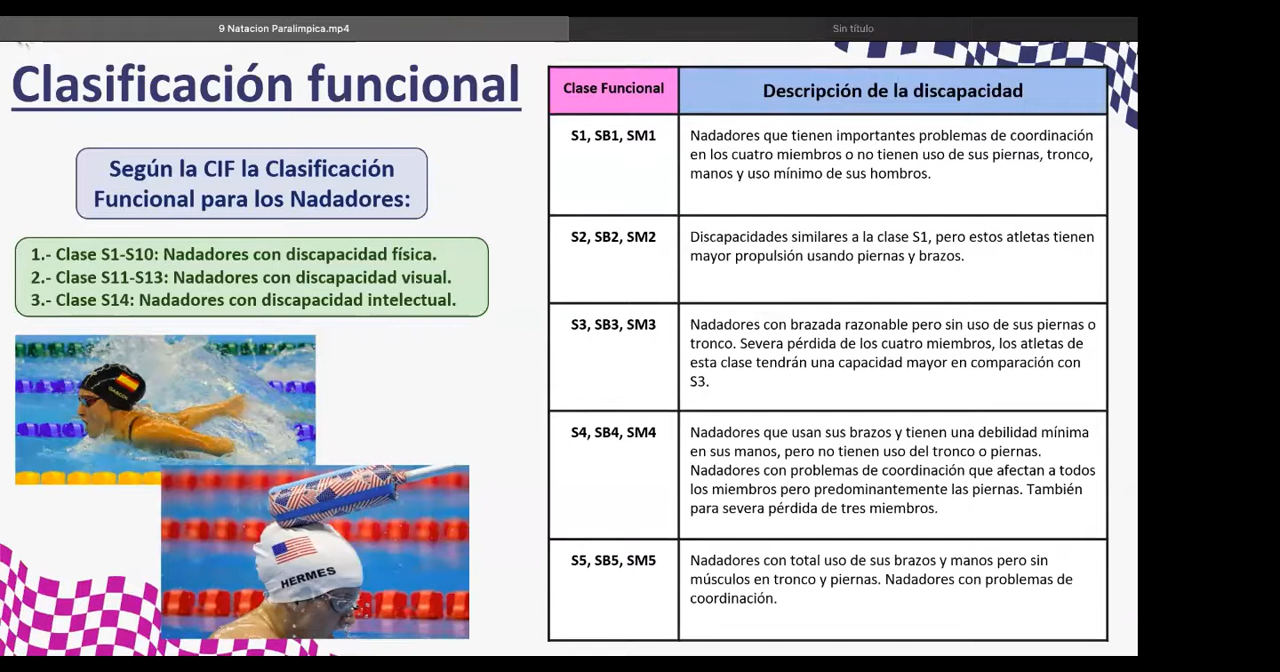 9 Natacion Paralimpica.mp4
Sin título
Clasificación funcional
Según la CIF la Clasificación
Funcional para los Nadadores:
1.- Clase S1-S10: Nadadores con discapacidad física.
2.- Clase S11-S13: Nadadores con discapacidad visual.
3.- Clase S14: Nadadores con discapacidad intelectual.
HERMES
Clase Funcional
Descripción de la discapacidad
S1, SB1, SM1
Nadadores que tienen importantes problemas de coordinación
en los cuatro miembros o no tienen uso de sus piernas, tronco,
manos y uso mínimo de sus hombros.
S2, SB2, SM2
Discapacidades similares a la clase S1, pero estos atletas tienen
mayor propulsión usando piernas y brazos.
S3, SB3, SM3
Nadadores con brazada razonable pero sin uso de sus piernas o
tronco. Severa pérdida de los cuatro miembros, los atletas de
esta clase tendrán una capacidad mayor en comparación con
S3.
S4, SB4, SM4
Nadadores que usan sus brazos y tienen una debilidad mínima
en sus manos, pero no tienen uso del tronco o piernas.
Nadadores con problemas de coordinación que afectan a todos
los miembros pero predominantemente las piernas. También
para severa pérdida de tres miembros.
S5, SB5, SM5
Nadadores con total uso de sus brazos y manos pero sin
músculos en tronco y piernas. Nadadores con problemas de
coordinación.